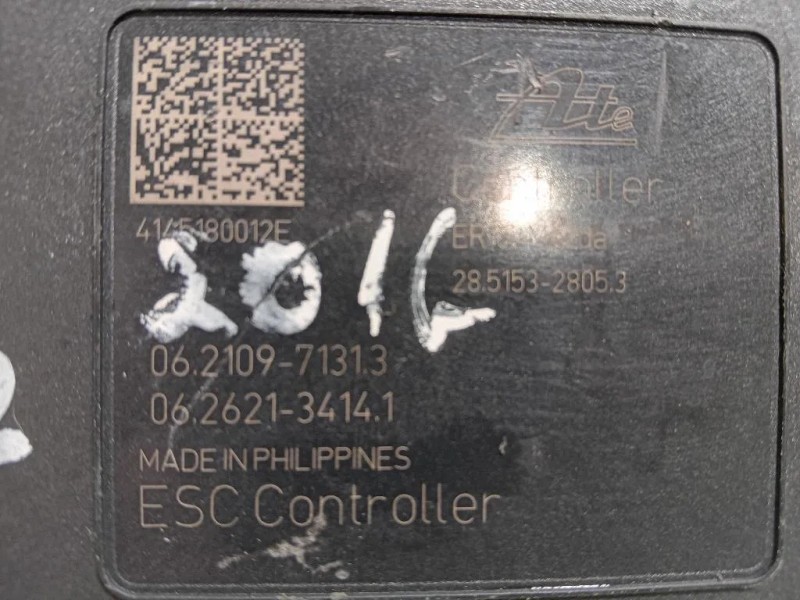 Ate
Controller
4145180012E
28.5153-2805.3
2016
06.2109-7131.3
06.2621-3414.1
MADE IN PHILIPPINES
ESC Controller